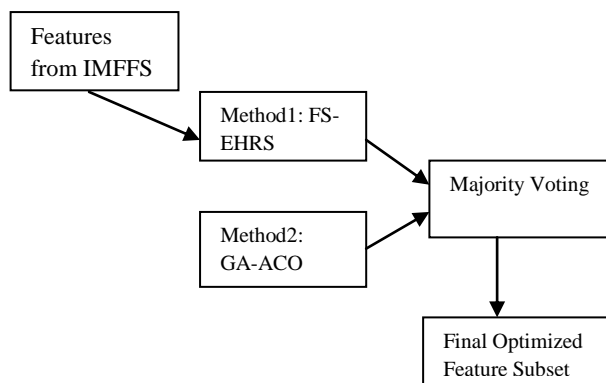 Features
from IMFFS
Method1: FS-
EHRS
Majority Voting
Method2:
GA-ACO
Final Optimized
Feature Subset